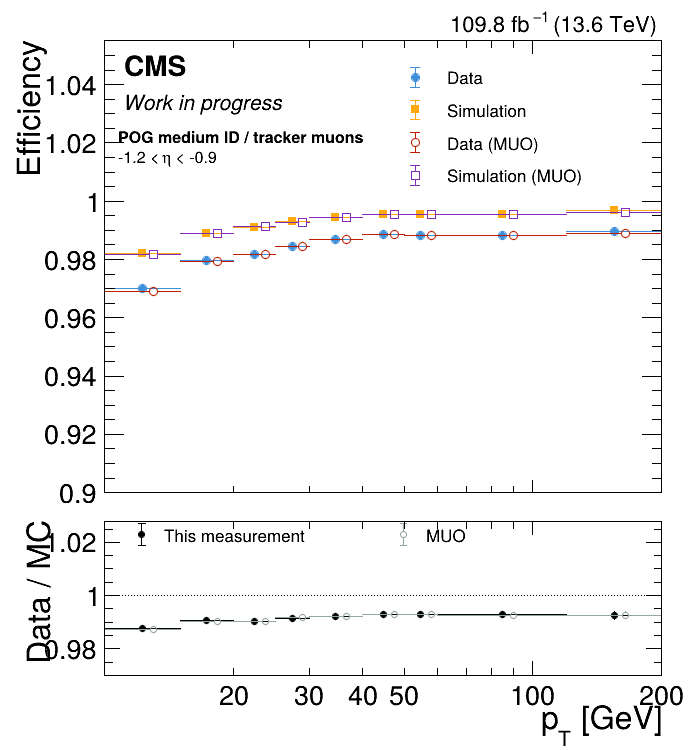 109.8 fb⁻¹ (13.6 TeV)
Efficiency
CMS
Work in progress
POG medium ID / tracker muons
-1.2 < η < -0.9
Data
Simulation
Data (MUO)
Simulation (MUO)
1.04
1.02
1
0.98
0.96
0.94
0.92
0.9
Data / MC
This measurement
MUO
1.02
1
0.98
20 30 40 50 100 200
p_T [GeV]